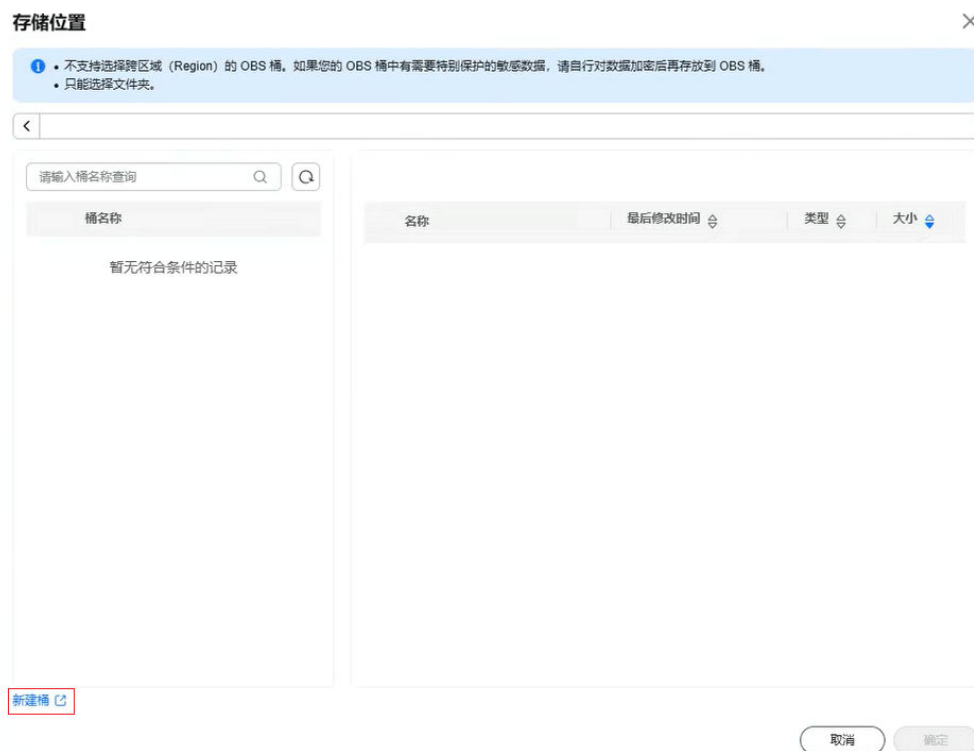 存储位置
• 不支持选择跨区域（Region）的 OBS 桶。如果您的 OBS 桶中有需要特别保护的敏感数据，请自行对数据加密后再存放到 OBS 桶。
• 只能选择文件夹。
请输入桶名称查询
桶名称
名称 最后修改时间 类型 大小
暂无符合条件的记录
新建桶
取消 确定